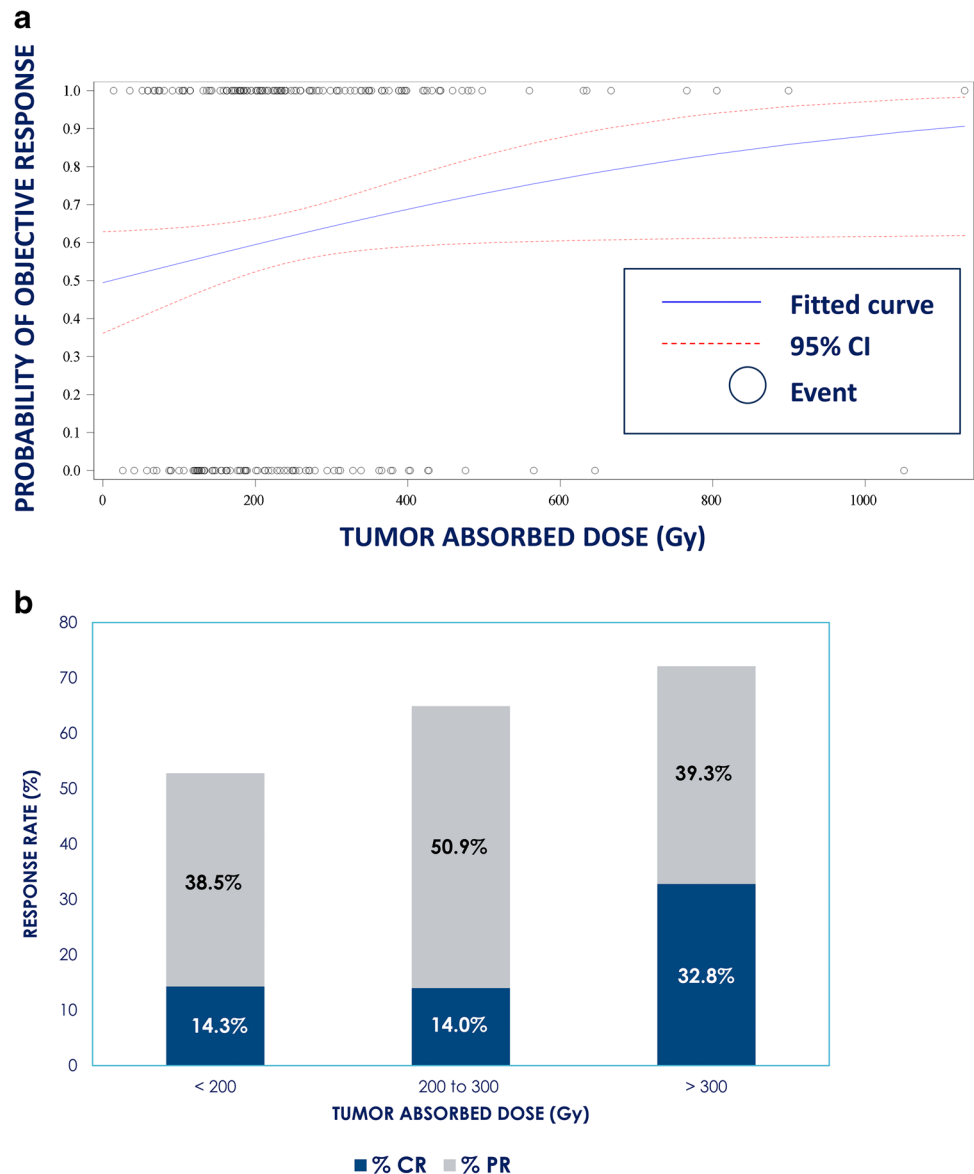 a
PROBABILITY OF OBJECTIVE RESPONSE
1.0
0.9
0.8
0.7
0.6
0.5
0.4
0.3
0.2
0.1
0.0
Fitted curve
95% CI
Event
0 200 400 600 800 1000
TUMOR ABSORBED DOSE (Gy)
b
RESPONSE RATE (%)
80
70
60
50
40
30
20
10
0
38.5%
14.3%
50.9%
14.0%
39.3%
32.8%
< 200 200 to 300 > 300
TUMOR ABSORBED DOSE (Gy)
% CR % PR